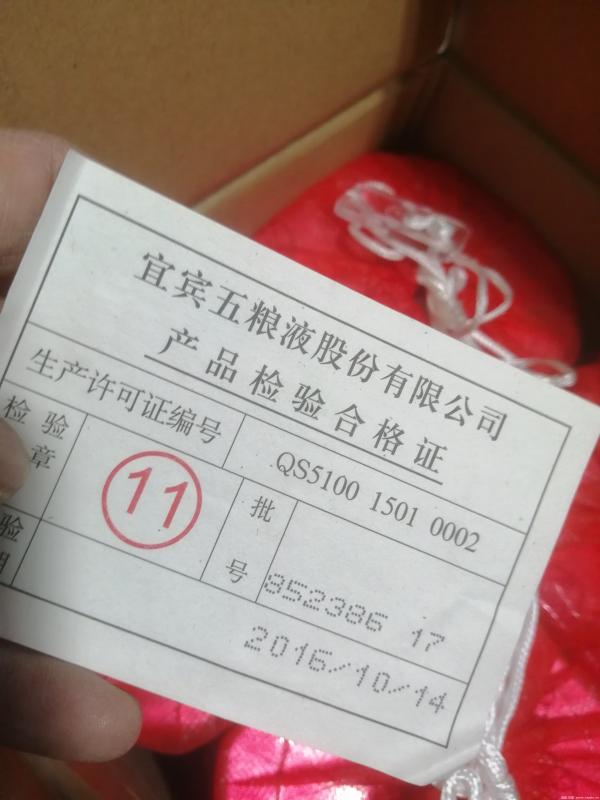 宜宾五粮液股份有限公司
产品检验合格证
生产许可证编号
QS5100 1501 0002
检验
章
11
批
号
852386 17
验
2016/10/14